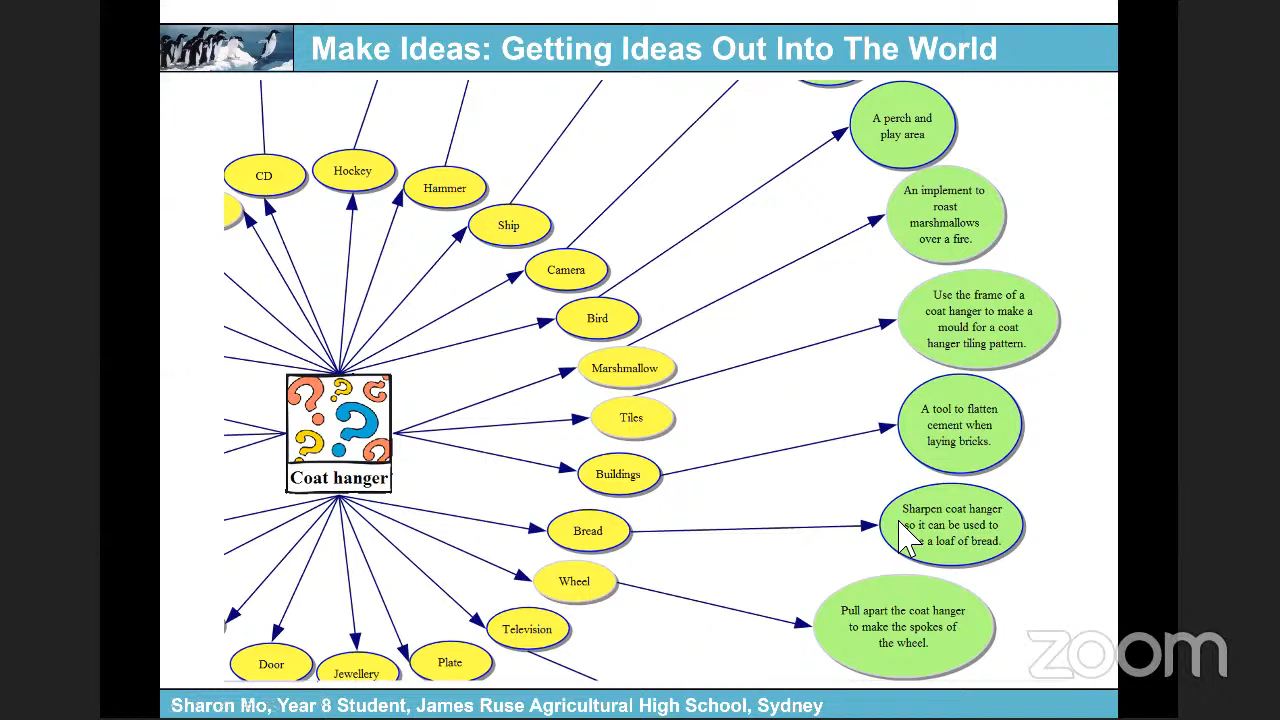 Make Ideas: Getting Ideas Out Into The World
A perch and
play area
CD
Hockey
Hammer
An implement to
roast
marshmallows
over a fire.
Ship
Camera
Bird
Use the frame of a
coat hanger to make a
mould for a coat
hanger tiling pattern.
Marshmallow
Tiles
A tool to flatten
cement when
laying bricks.
Buildings
Coat hanger
Bread
Sharpen coat hanger
so it can be used to
a loaf of bread.
Wheel
Pull apart the coat hanger
to make the spokes of
the wheel.
Television
Door
Jewellery
Plate
zoom
Sharon Mo, Year 8 Student, James Ruse Agricultural High School, Sydney